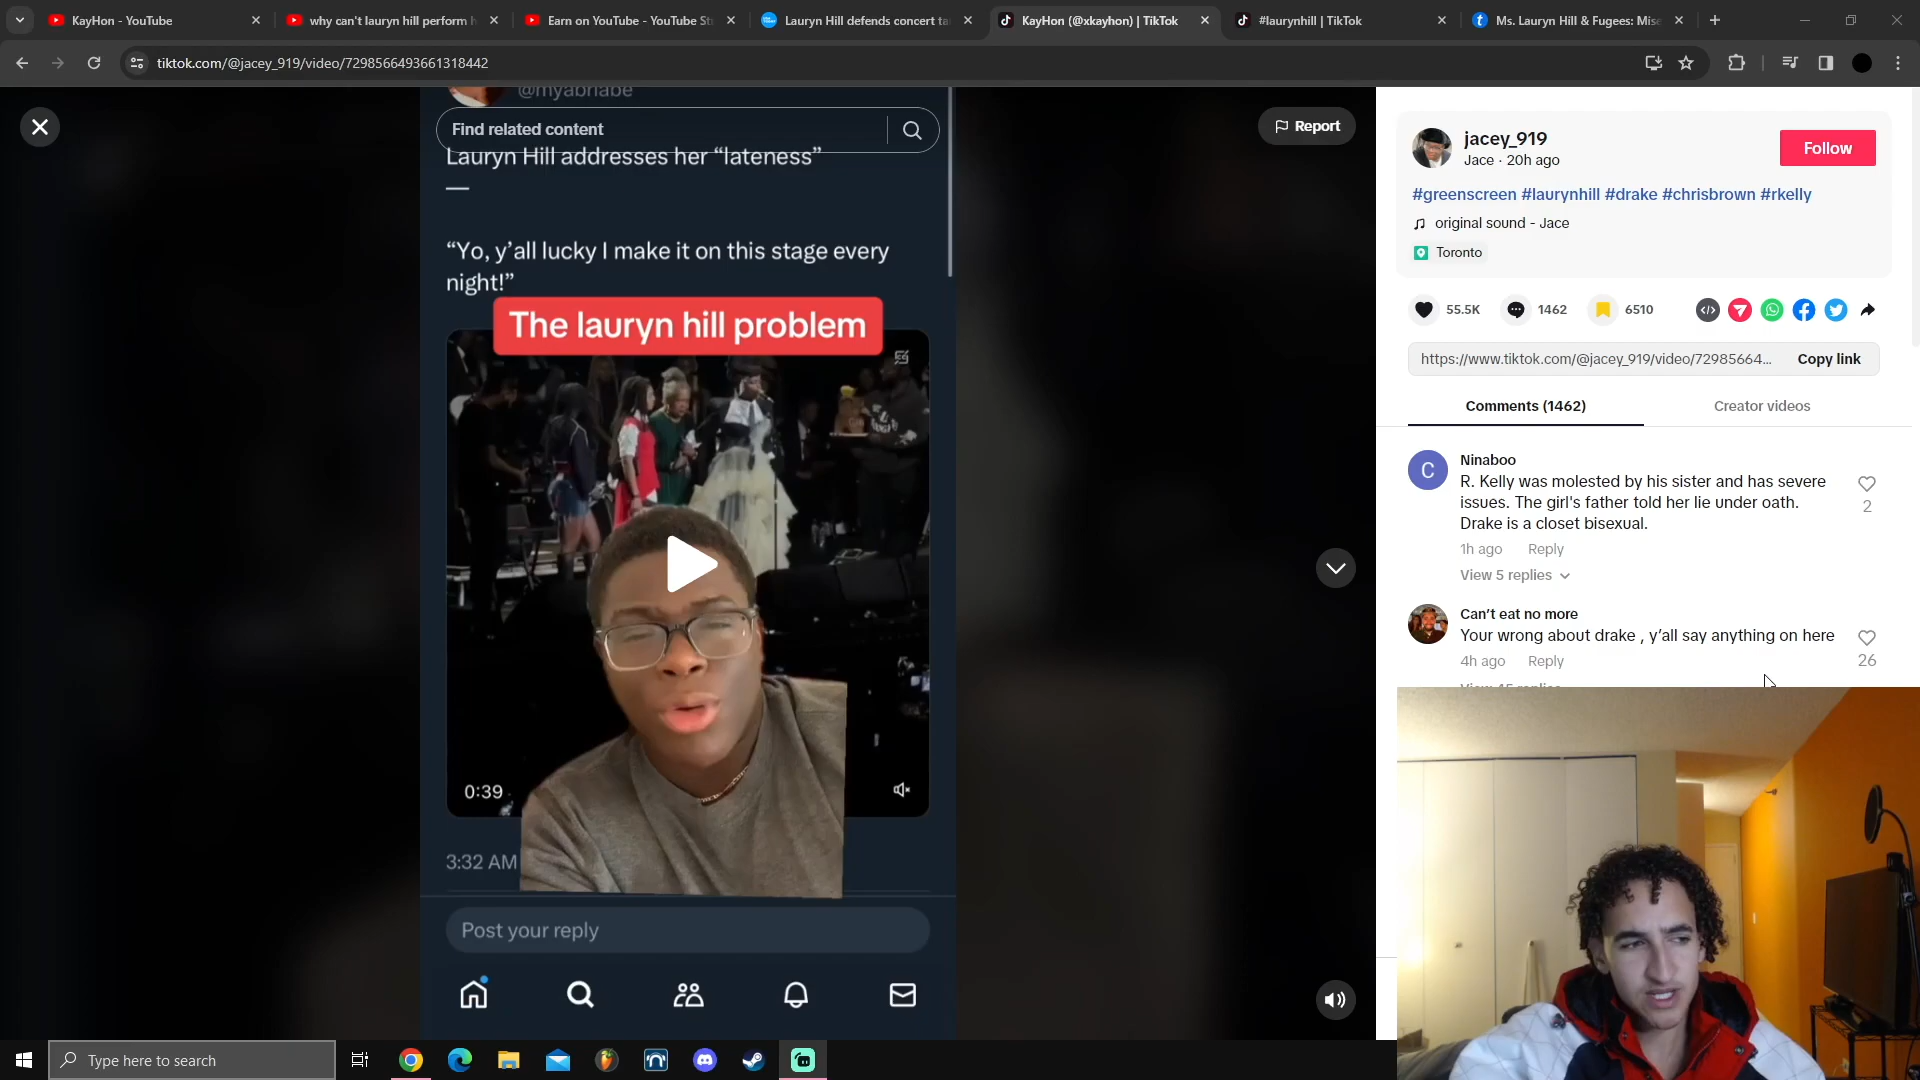 KayHon - YouTube
why can't lauryn hill perform h
Earn on YouTube - YouTube St
Lauryn Hill defends concert ta
KayHon (@xkayhon) | TikTok
#laurynhill | TikTok
Ms. Lauryn Hill & Fugees: Mise
tiktok.com/@jacey_919/video/7298566493661318442
@myabriabe
Find related content
Report
Lauryn Hill addresses her “lateness”
—
“Yo, y’all lucky I make it on this stage every
night!”
The lauryn hill problem
0:39
3:32 AM
Post your reply
jacey_919
Jace · 20h ago
Follow
#greenscreen #laurynhill #drake #chrisbrown #rkelly
original sound - Jace
Toronto
55.5K
1462
6510
https://www.tiktok.com/@jacey_919/video/72985664...
Copy link
Comments (1462)
Creator videos
C
Ninaboo
R. Kelly was molested by his sister and has severe
issues. The girl's father told her lie under oath.
Drake is a closet bisexual.
2
1h ago
Reply
View 5 replies
Can’t eat no more
Your wrong about drake , y’all say anything on here
26
4h ago
Reply
Type here to search